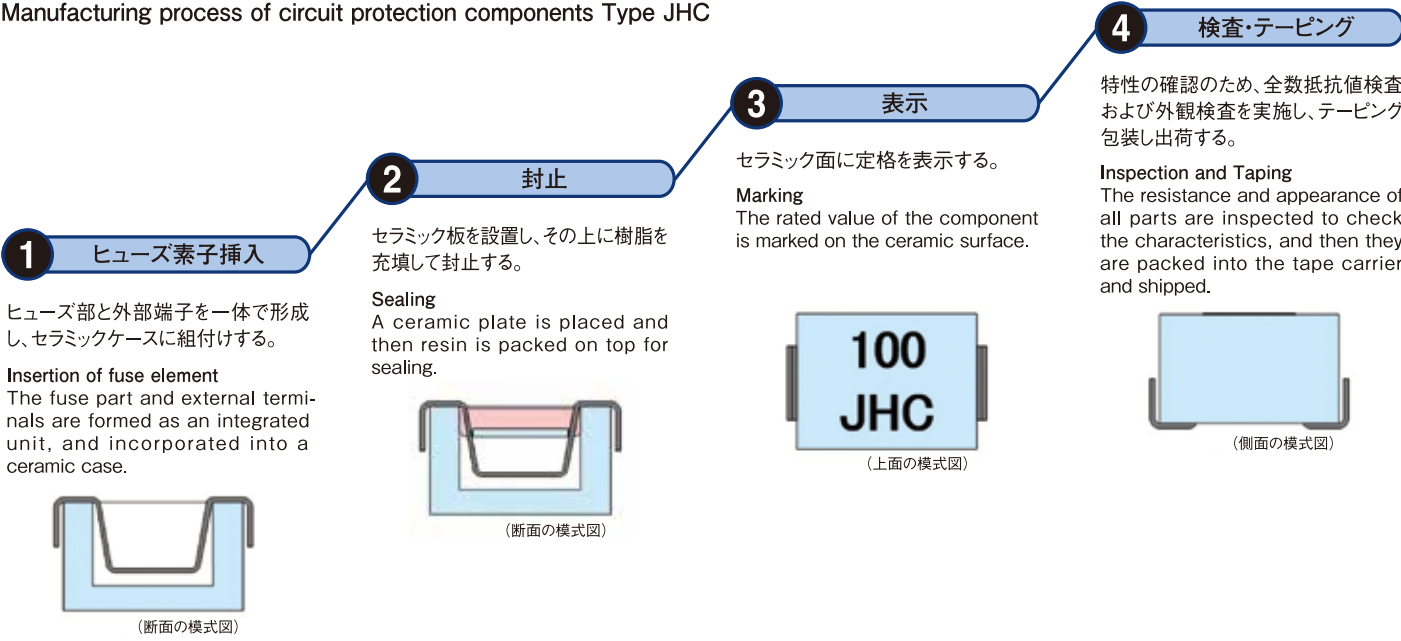 Manufacturing process of circuit protection components Type JHC
1
ヒューズ素子挿入
ヒューズ部と外部端子を一体で形成
し、セラミックケースに組付けする。
Insertion of fuse element
The fuse part and external termi-
nals are formed as an integrated
unit, and incorporated into a
ceramic case.
(断面の模式図)
2
封止
セラミック板を設置し、その上に樹脂を
充填して封止する。
Sealing
A ceramic plate is placed and
then resin is packed on top for
sealing.
(断面の模式図)
3
表示
セラミック面に定格を表示する。
Marking
The rated value of the component
is marked on the ceramic surface.
100
JHC
(上面の模式図)
4
検査・テーピング
特性の確認のため、全数抵抗値検査
および外観検査を実施し、テーピング
包装し出荷する。
Inspection and Taping
The resistance and appearance of
all parts are inspected to check
the characteristics, and then they
are packed into the tape carrier
and shipped.
(側面の模式図)